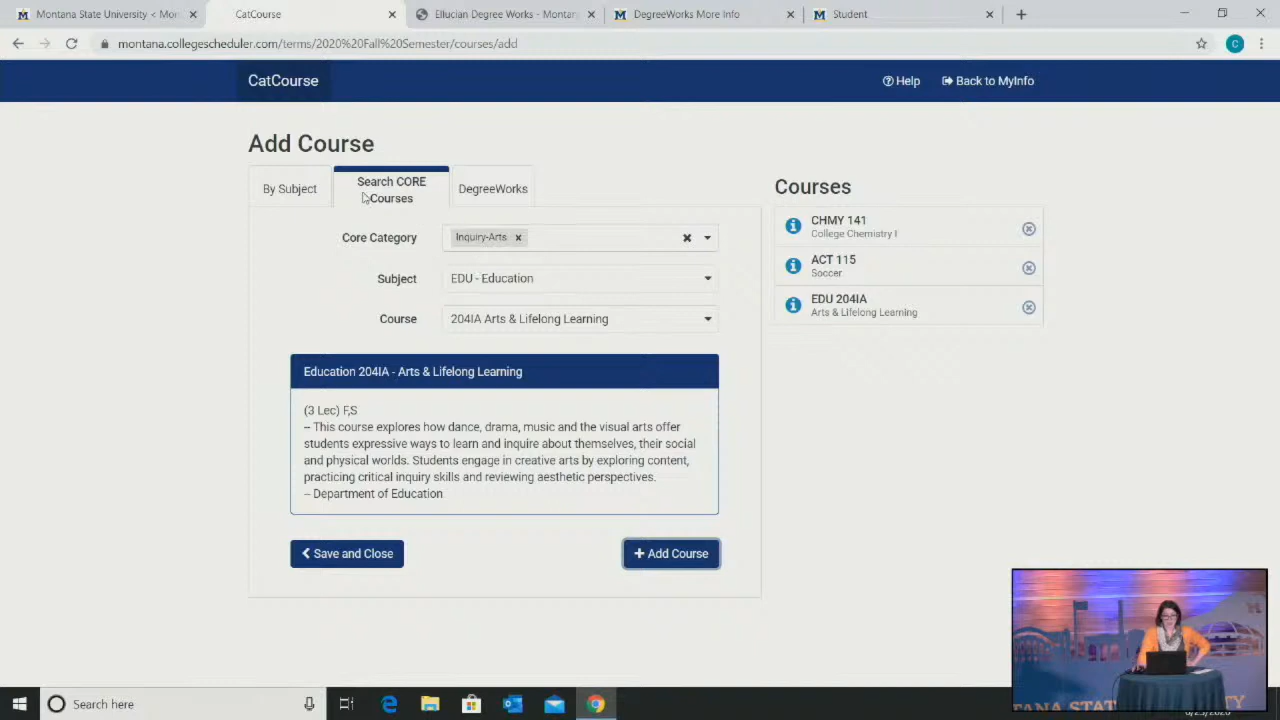 Montana State University < Mon
CatCourse
Ellucian Degree Works - Montan
DegreeWorks More Info
Student
montana.collegescheduler.com/terms/2020%20Fall%20Semester/courses/add
C
CatCourse
Help
Back to MyInfo
Add Course
By Subject
Search CORE
Courses
DegreeWorks
Core Category
Inquiry-Arts
Subject
EDU - Education
Course
204IA Arts & Lifelong Learning
Education 204IA - Arts & Lifelong Learning
(3 Lec) F,S
-- This course explores how dance, drama, music and the visual arts offer
students expressive ways to learn and inquire about themselves, their social
and physical worlds. Students engage in creative arts by exploring content,
practicing critical inquiry skills and reviewing aesthetic perspectives.
-- Department of Education
Save and Close
Add Course
Courses
CHMY 141
College Chemistry I
ACT 115
Soccer
EDU 204IA
Arts & Lifelong Learning
Search here
TANA STAT